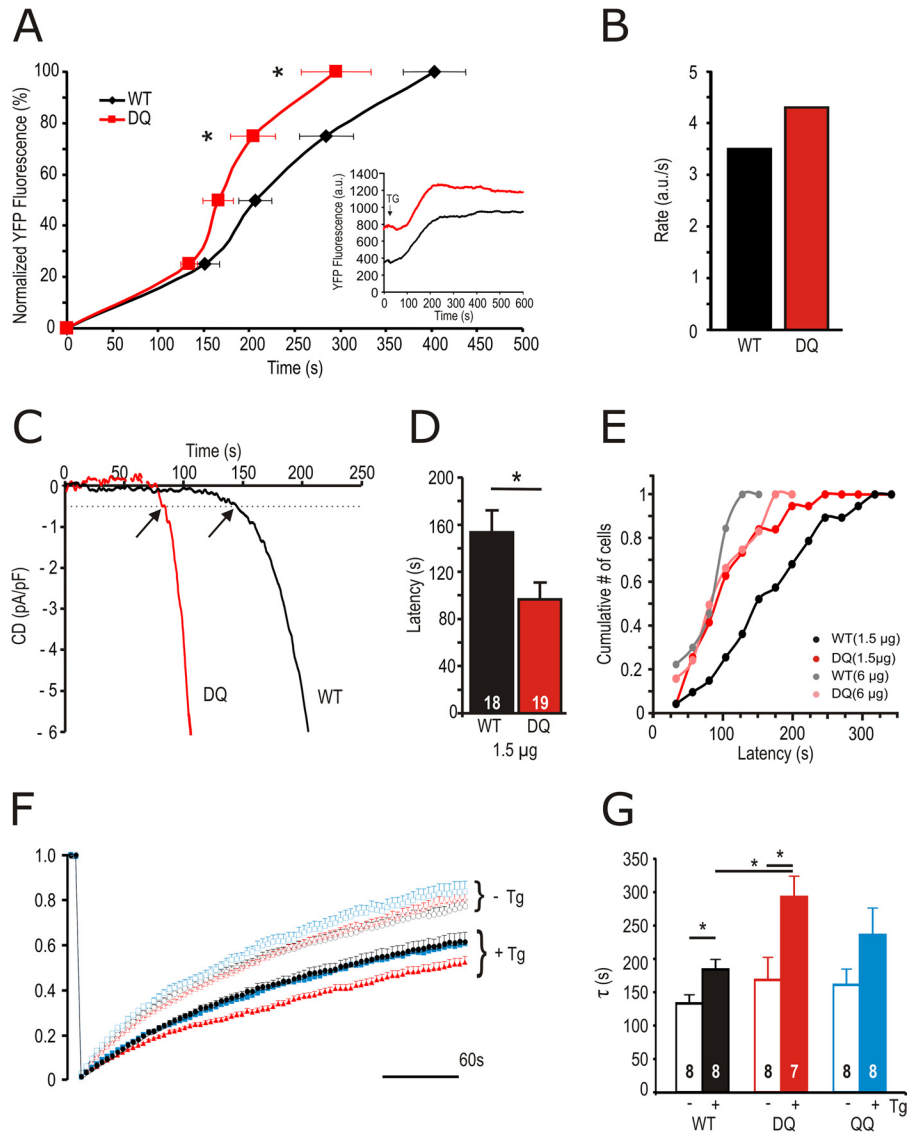 A
Normalized YFP Fluorescence (%)
100
80
60
40
20
0
WT
DQ
*
*
0 50 100 150 200 250 300 350 400 450 500
Time (s)
YFP Fluorescence (a.u.)
1400
1200
1000
800
600
400
200
0
TG
0 100 200 300 400 500 600
Time (s)
B
Rate (a.u./s)
5
4
3
2
1
0
WT DQ
C
Time (s)
0 50 100 150 200 250
CD (pA/pF)
0
-1
-2
-3
-4
-5
-6
DQ
WT
D
Latency (s)
200
160
120
80
40
0
*
18 19
WT DQ
1.5 µg
E
Cumulative # of cells
1
0.8
0.6
0.4
0.2
0
WT(1.5 µg)
DQ(1.5µg)
WT(6 µg)
DQ(6 µg)
0 100 200 300
Latency (s)
F
1.0
0.8
0.6
0.4
0.2
0
- Tg
+ Tg
60s
G
τ (s)
350
300
250
200
150
100
50
0
*
*
*
8 8 8 7 8 8
- + - + - + Tg
WT DQ QQ